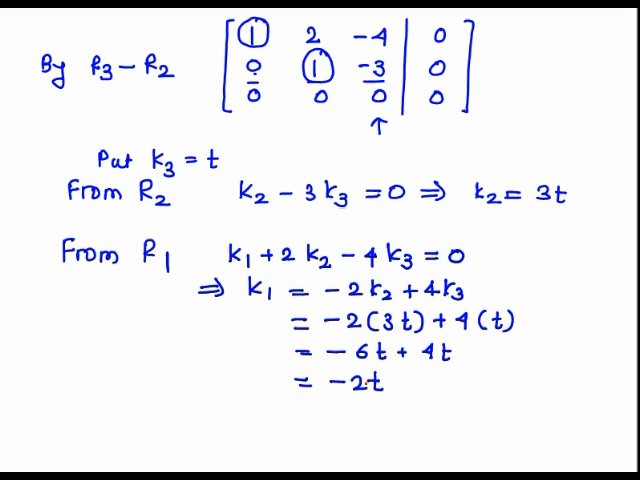 By R3 – R2 [ 1 2 -4 | 0
0 1 -3 | 0
0 0 0 | 0 ]
↑
Put k3 = t
From R2 k2 - 3k3 = 0 ⇒ k2 = 3t
From R1 k1 + 2k2 - 4k3 = 0
⇒ k1 = -2k2 + 4k3
= -2(3t) + 4(t)
= -6t + 4t
= -2t